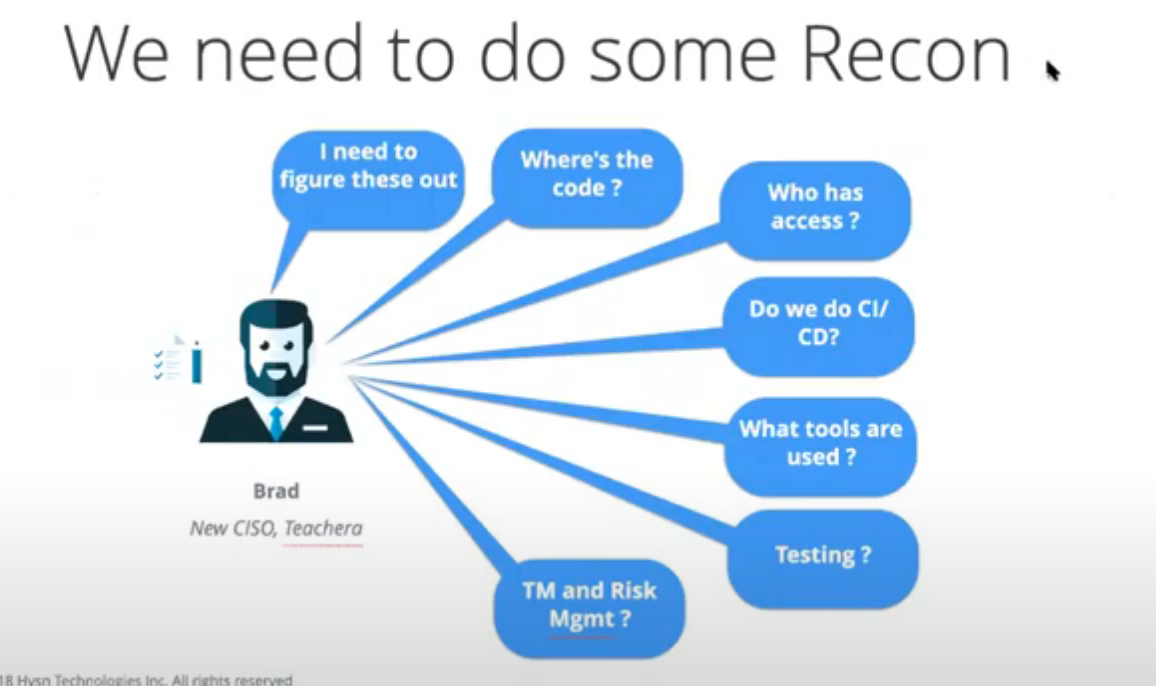 We need to do some Recon
I need to
figure these out
Where's the
code ?
Who has
access ?
Do we do CI/
CD?
What tools are
used ?
Testing ?
TM and Risk
Mgmt ?
Brad
New CISO, Teachera
18 Hysn Technologies Inc. All rights reserved